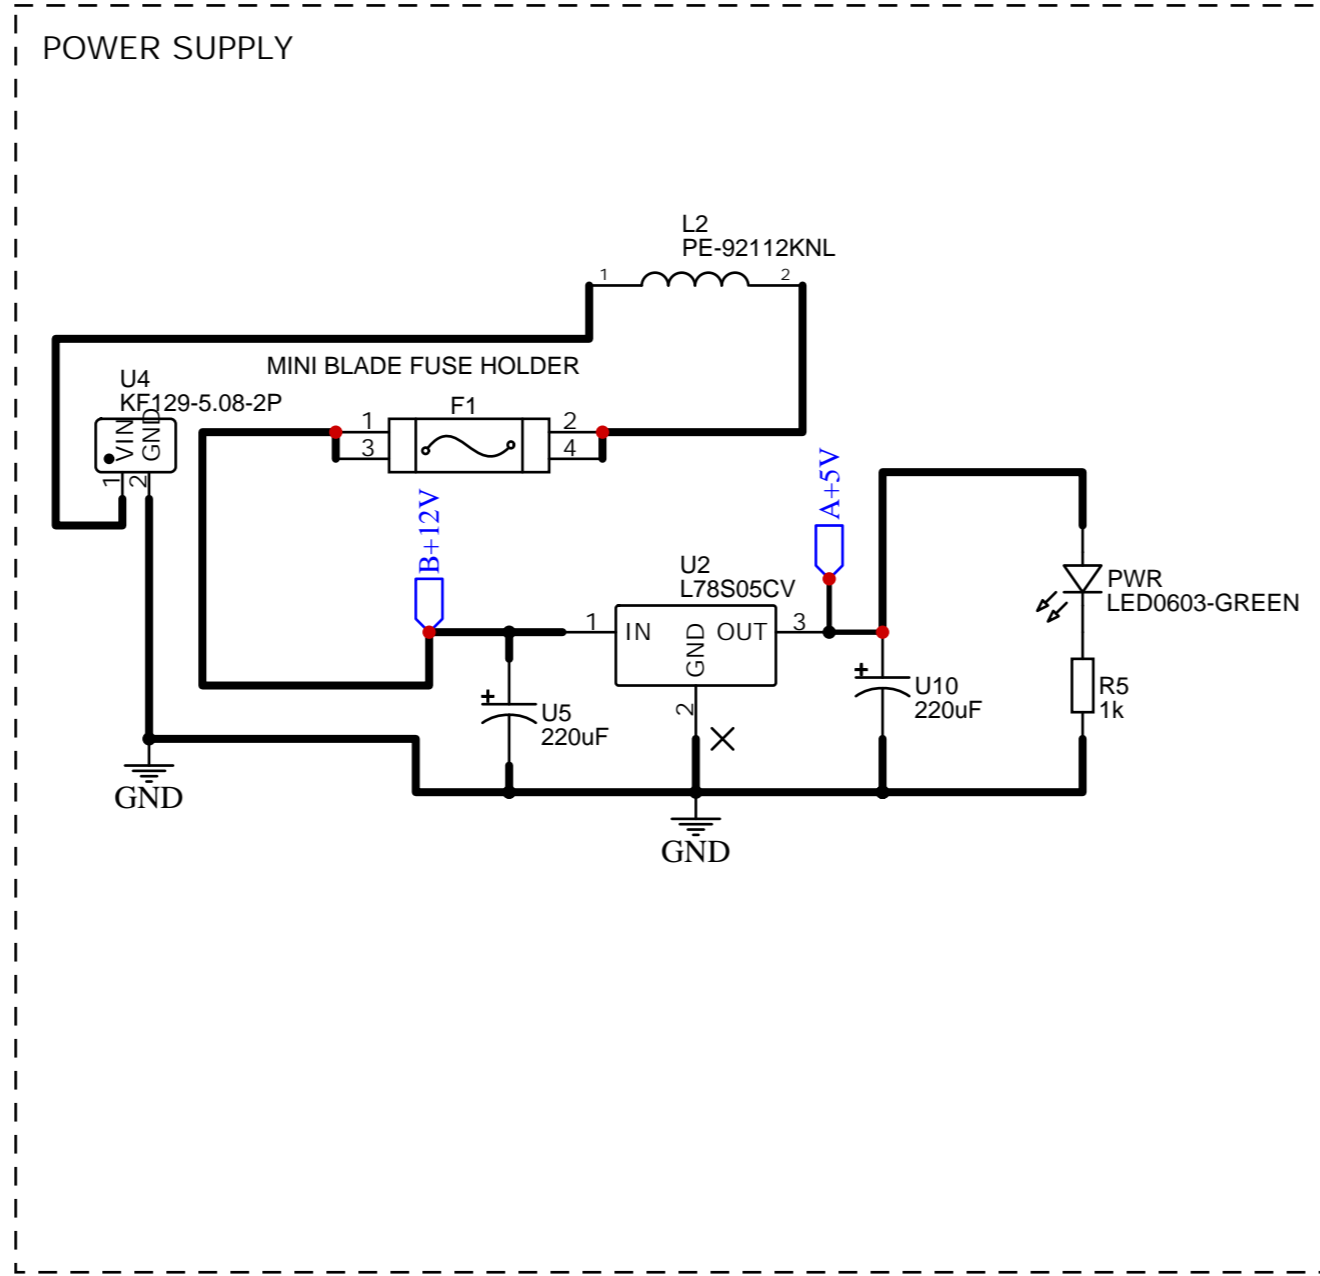 POWER SUPPLY
L2
PE-92112KNL
1
2
MINI BLADE FUSE HOLDER
U4
KF129-5.08-2P
F1
VIN
GND
1
2
1
3
2
4
B+12V
A+5V
U2
L78S05CV
1
IN
GND
OUT
3
2
+
U5
220uF
+
U10
220uF
PWR
LED0603-GREEN
R5
1k
GND
GND